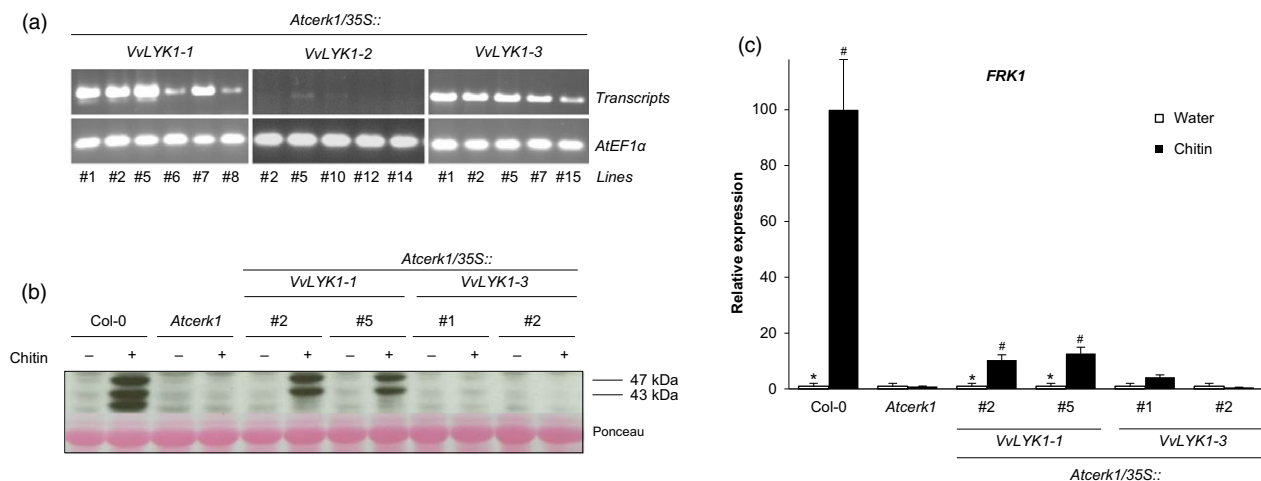 (a)
Atcerk1/35S::
VvLYK1-1 VvLYK1-2 VvLYK1-3
Transcripts
AtEF1α
#1 #2 #5 #6 #7 #8 #2 #5 #10 #12 #14 #1 #2 #5 #7 #15 Lines
(b)
Atcerk1/35S::
VvLYK1-1 VvLYK1-3
Col-0 Atcerk1 #2 #5 #1 #2
Chitin – + – + – + – + – + – +
47 kDa
43 kDa
Ponceau
(c)
FRK1
Water
Chitin
Relative expression
100
80
60
40
20
0
#
* * # * #
Col-0 Atcerk1 #2 #5 #1 #2
VvLYK1-1 VvLYK1-3
Atcerk1/35S::